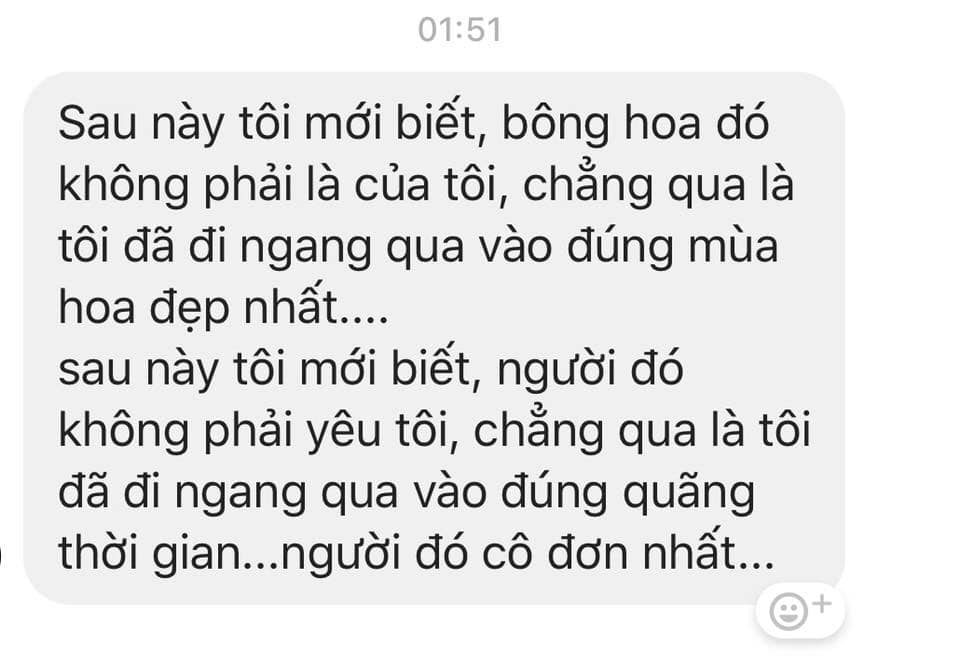 01:51
Sau này tôi mới biết, bông hoa đó
không phải là của tôi, chẳng qua là
tôi đã đi ngang qua vào đúng mùa
hoa đẹp nhất....
sau này tôi mới biết, người đó
không phải yêu tôi, chẳng qua là tôi
đã đi ngang qua vào đúng quãng
thời gian...người đó cô đơn nhất...